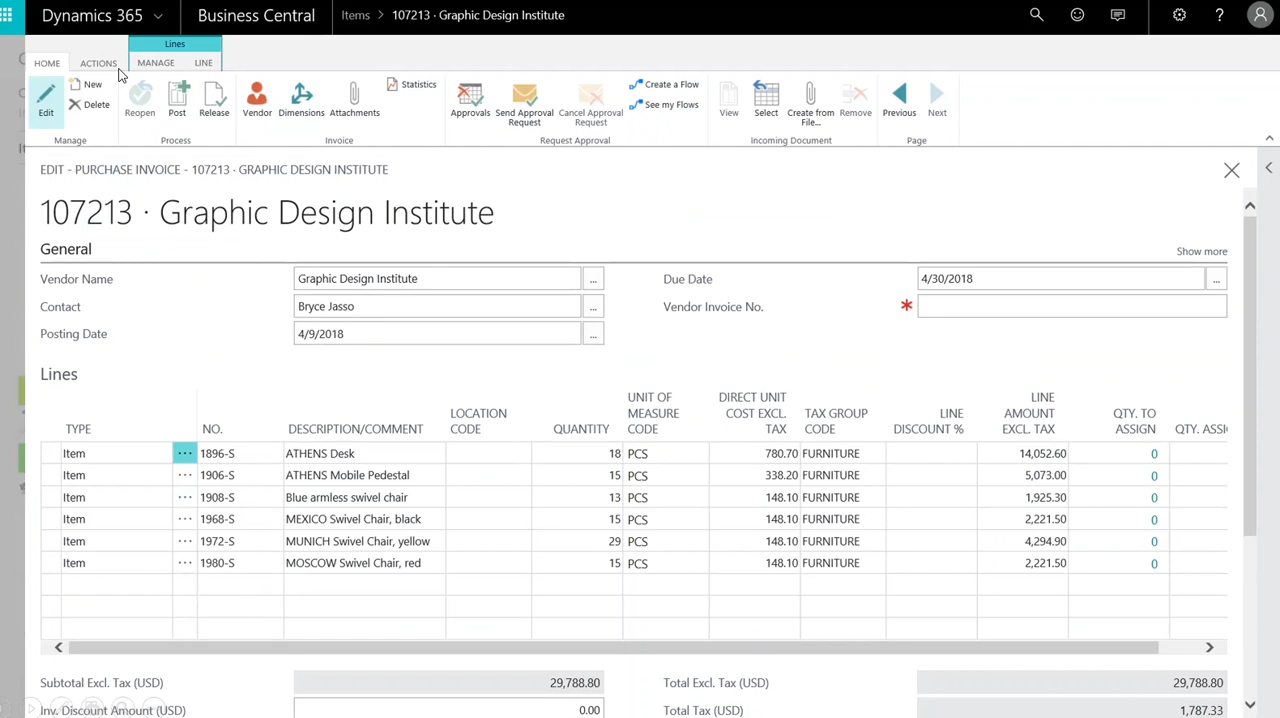 Dynamics 365 Business Central Items > 107213 · Graphic Design Institute ?
Lines
HOME ACTIONS MANAGE LINE
Edit New Delete Reopen Post Release Vendor Dimensions Attachments Statistics Approvals Send Approval Request Cancel Approval Request Create a Flow See my Flows View Select Create from File... Remove Previous Next
Manage Process Invoice Request Approval Incoming Document Page
EDIT - PURCHASE INVOICE - 107213 · GRAPHIC DESIGN INSTITUTE
107213 · Graphic Design Institute
General Show more
Vendor Name Graphic Design Institute ... Due Date 4/30/2018 ...
Contact Bryce Jasso ... Vendor Invoice No. *
Posting Date 4/9/2018 ...
Lines
TYPE NO. DESCRIPTION/COMMENT LOCATION CODE QUANTITY UNIT OF MEASURE CODE DIRECT UNIT COST EXCL. TAX TAX GROUP CODE LINE DISCOUNT % LINE AMOUNT EXCL. TAX QTY. TO ASSIGN QTY. ASSI
Item ... 1896-S ATHENS Desk 18 PCS 780.70 FURNITURE 14,052.60 0
Item ... 1906-S ATHENS Mobile Pedestal 15 PCS 338.20 FURNITURE 5,073.00 0
Item ... 1908-S Blue armless swivel chair 13 PCS 148.10 FURNITURE 1,925.30 0
Item ... 1968-S MEXICO Swivel Chair, black 15 PCS 148.10 FURNITURE 2,221.50 0
Item ... 1972-S MUNICH Swivel Chair, yellow 29 PCS 148.10 FURNITURE 4,294.90 0
Item ... 1980-S MOSCOW Swivel Chair, red 15 PCS 148.10 FURNITURE 2,221.50 0
Subtotal Excl. Tax (USD) 29,788.80 Total Excl. Tax (USD) 29,788.80
Inv. Discount Amount (USD) 0.00 Total Tax (USD) 1,787.33